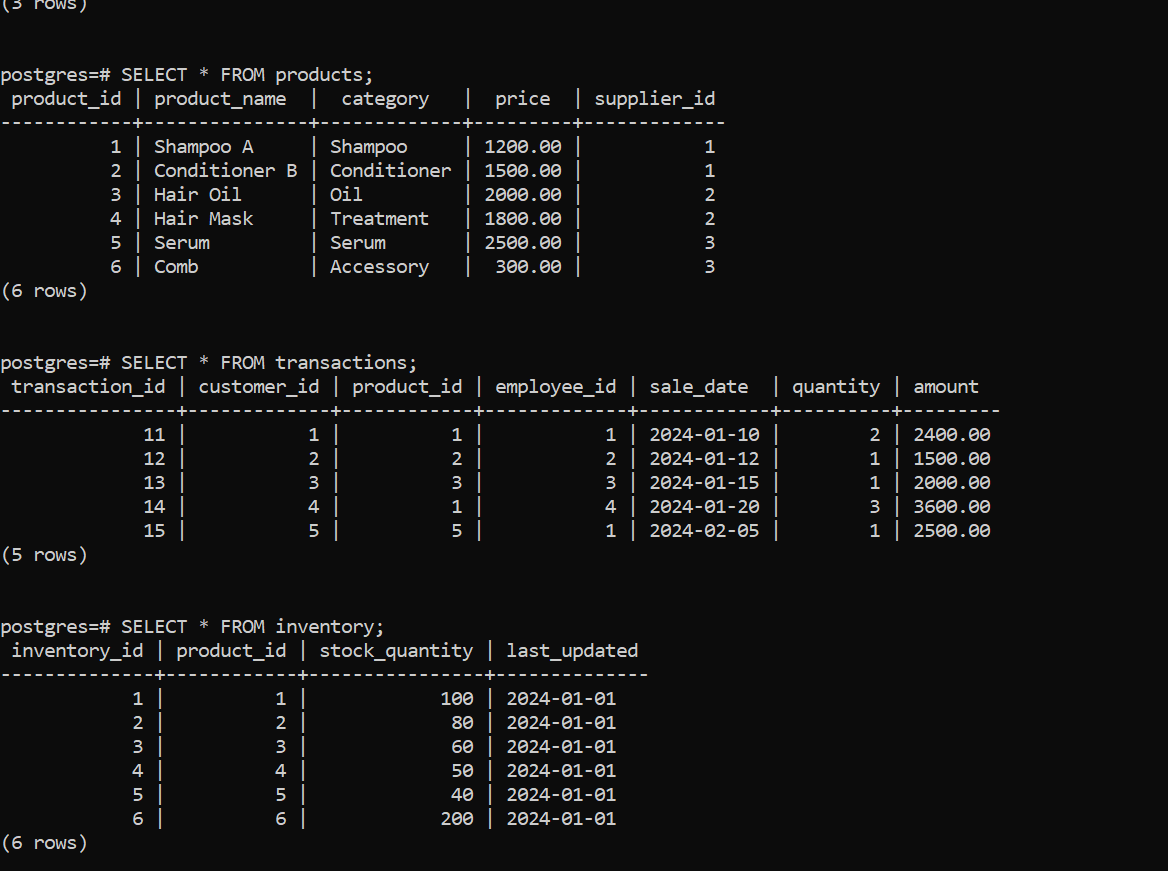 (3 rows)
postgres=# SELECT * FROM products;
 product_id | product_name  |  category   |  price  | supplier_id
------------+---------------+-------------+---------+-------------
          1 | Shampoo A     | Shampoo     | 1200.00 |           1
          2 | Conditioner B | Conditioner | 1500.00 |           1
          3 | Hair Oil      | Oil         | 2000.00 |           2
          4 | Hair Mask     | Treatment   | 1800.00 |           2
          5 | Serum         | Serum       | 2500.00 |           3
          6 | Comb          | Accessory   |  300.00 |           3
(6 rows)
postgres=# SELECT * FROM transactions;
 transaction_id | customer_id | product_id | employee_id | sale_date  | quantity | amount
----------------+-------------+------------+-------------+------------+----------+---------
             11 |           1 |          1 |           1 | 2024-01-10 |        2 | 2400.00
             12 |           2 |          2 |           2 | 2024-01-12 |        1 | 1500.00
             13 |           3 |          3 |           3 | 2024-01-15 |        1 | 2000.00
             14 |           4 |          1 |           4 | 2024-01-20 |        3 | 3600.00
             15 |           5 |          5 |           1 | 2024-02-05 |        1 | 2500.00
(5 rows)
postgres=# SELECT * FROM inventory;
 inventory_id | product_id | stock_quantity | last_updated
--------------+------------+----------------+--------------
            1 |          1 |            100 | 2024-01-01
            2 |          2 |             80 | 2024-01-01
            3 |          3 |             60 | 2024-01-01
            4 |          4 |             50 | 2024-01-01
            5 |          5 |             40 | 2024-01-01
            6 |          6 |            200 | 2024-01-01
(6 rows)